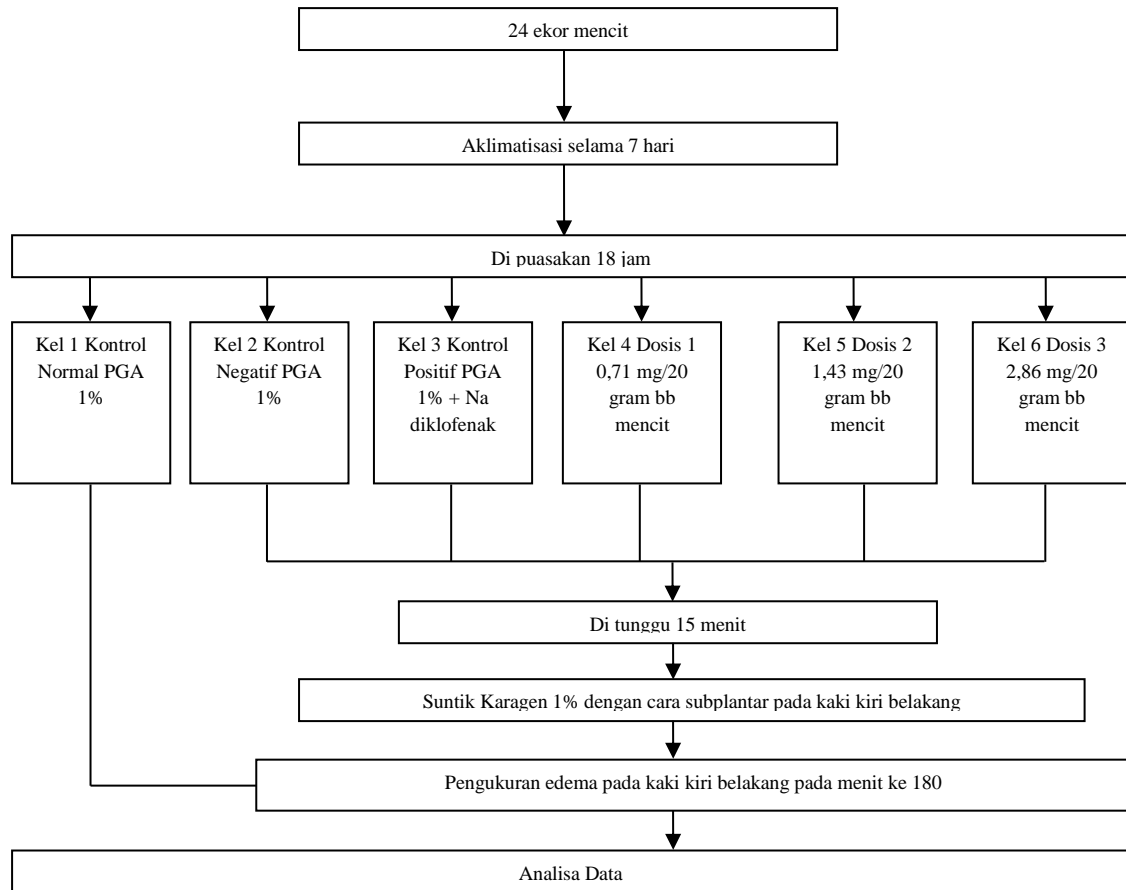 24 ekor mencit
Aklimatisasi selama 7 hari
Di puasakan 18 jam
Kel 1 Kontrol
Normal PGA
1%
Kel 2 Kontrol
Negatif PGA
1%
Kel 3 Kontrol
Positif PGA
1% + Na
diklofenak
Kel 4 Dosis 1
0,71 mg/20
gram bb
mencit
Kel 5 Dosis 2
1,43 mg/20
gram bb
mencit
Kel 6 Dosis 3
2,86 mg/20
gram bb
mencit
Di tunggu 15 menit
Suntik Karagen 1% dengan cara subplantar pada kaki kiri belakang
Pengukuran edema pada kaki kiri belakang pada menit ke 180
Analisa Data